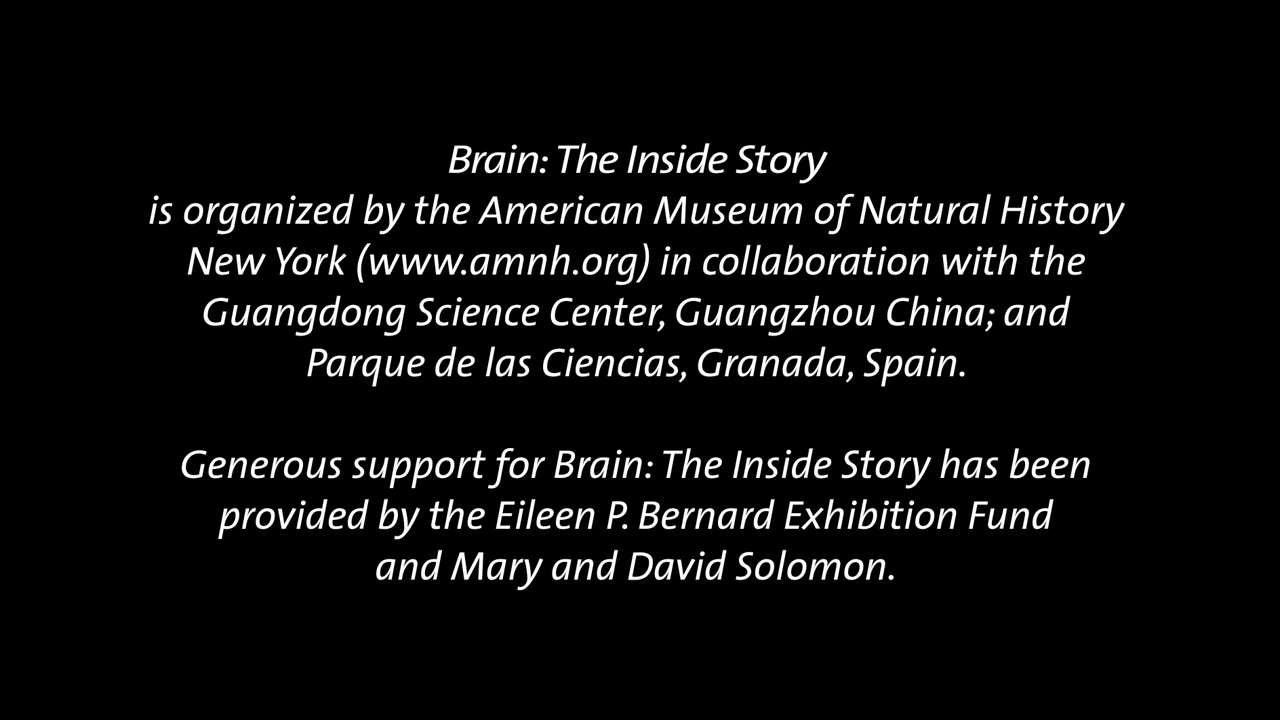 Brain: The Inside Story
is organized by the American Museum of Natural History
New York (www.amnh.org) in collaboration with the
Guangdong Science Center, Guangzhou China; and
Parque de las Ciencias, Granada, Spain.
Generous support for Brain: The Inside Story has been
provided by the Eileen P. Bernard Exhibition Fund
and Mary and David Solomon.